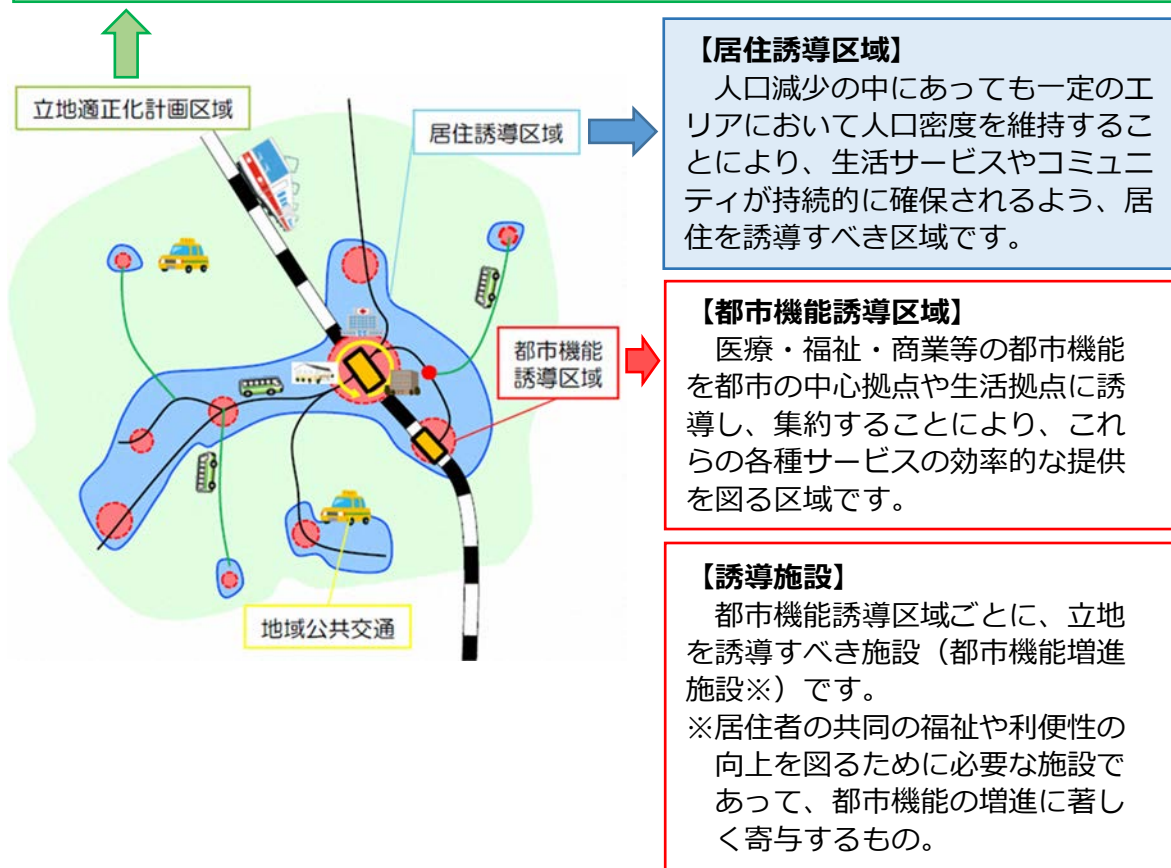 立地適正化計画区域
居住誘導区域
都市機能
誘導区域
地域公共交通
【居住誘導区域】
人口減少の中にあっても一定のエ
リアにおいて人口密度を維持するこ
とにより、生活サービスやコミュニ
ティが持続的に確保されるよう、居
住を誘導すべき区域です。
【都市機能誘導区域】
医療・福祉・商業等の都市機能
を都市の中心拠点や生活拠点に誘
導し、集約することにより、これ
らの各種サービスの効率的な提供
を図る区域です。
【誘導施設】
都市機能誘導区域ごとに、立地
を誘導すべき施設（都市機能増進
施設※）です。
※居住者の共同の福祉や利便性の
向上を図るために必要な施設で
あって、都市機能の増進に著し
く寄与するもの。